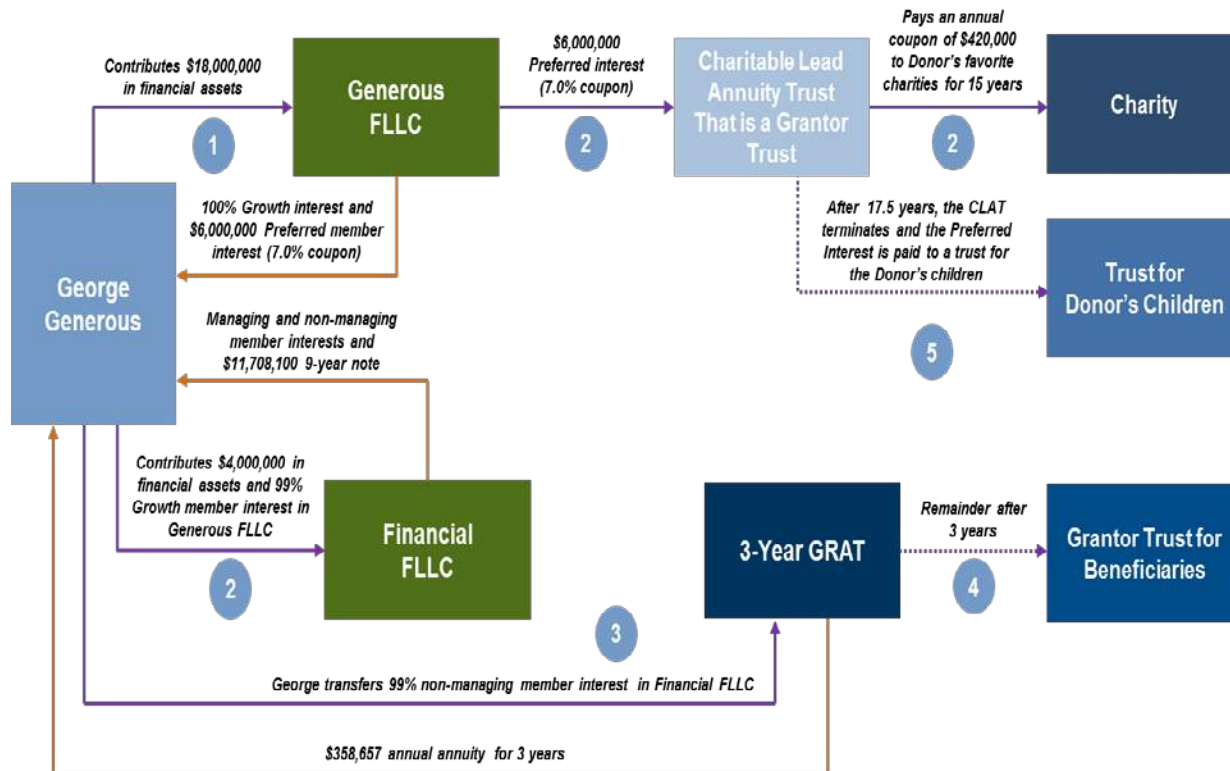 Contributes $18,000,000
in financial assets
1
Generous
FLLC
$6,000,000
Preferred interest
(7.0% coupon)
2
Charitable Lead
Annuity Trust
That is a Grantor
Trust
Pays an annual
coupon of $420,000
to Donor's favorite
charities for 15 years
2
Charity
100% Growth interest and
$6,000,000 Preferred member
interest (7.0% coupon)
After 17.5 years, the CLAT
terminates and the Preferred
Interest is paid to a trust for
the Donor's children
5
Trust for
Donor's Children
George
Generous
Managing and non-managing
member interests and
$11,708,100 9-year note
Contributes $4,000,000 in
financial assets and 99%
Growth member interest in
Generous FLLC
2
Financial
FLLC
3
3-Year GRAT
Remainder after
3 years
4
Grantor Trust for
Beneficiaries
George transfers 99% non-managing member interest in Financial FLLC
$358,657 annual annuity for 3 years